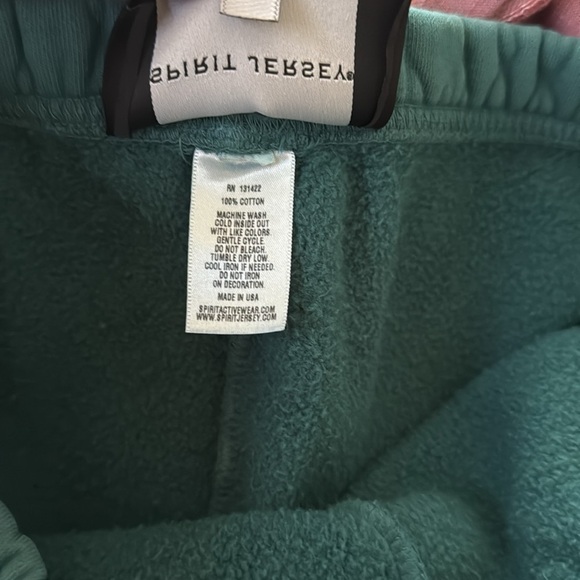 SPIRIT JERSEY®
RN 131422
100% COTTON
MACHINE WASH
COLD INSIDE OUT
WITH LIKE COLORS.
GENTLE CYCLE.
DO NOT BLEACH.
TUMBLE DRY LOW.
COOL IRON IF NEEDED.
DO NOT IRON
ON DECORATION.
MADE IN USA
SPIRITACTIVEWEAR.COM
WWW.SPIRITJERSEY.COM